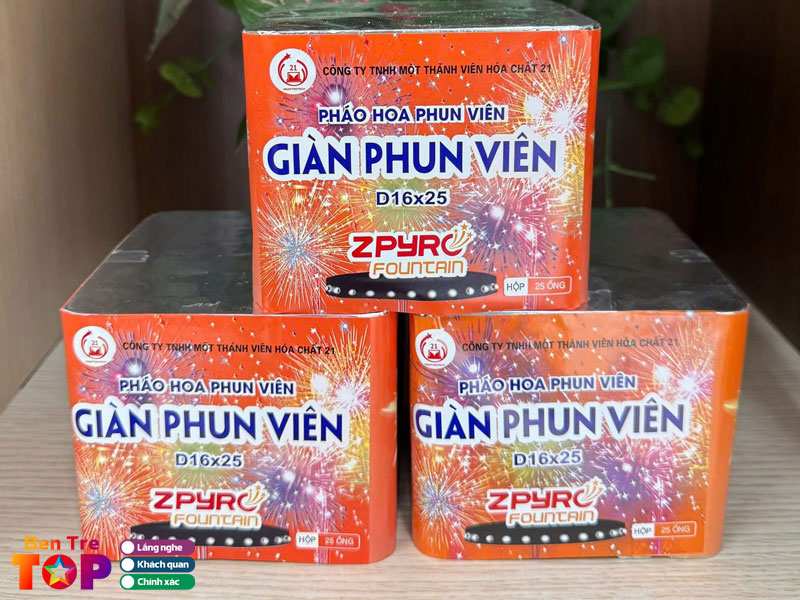 21
CÔNG TY TNHH MỘT THÀNH VIÊN HÓA CHẤT 21
PHÁO HOA PHUN VIÊN
GIÀN PHUN VIÊN
D16x25
ZPYRO
FOUNTAIN
HỘP 25 ỐNG
21
CÔNG TY TNHH MỘT THÀNH VIÊN HÓA CHẤT 21
PHÁO HOA PHUN VIÊN
GIÀN PHUN VIÊN
D16x25
ZPYRO
FOUNTAIN
HỘP 25 ỐNG
21
CÔNG TY TNHH MỘT THÀNH VIÊN HÓA CHẤT 21
PHÁO HOA PHUN VIÊN
GIÀN PHUN VIÊN
D16x25
ZPYRO
FOUNTAIN
HỘP 25 ỐNG
Ben Tre
TOP
Lắng nghe
Khách quan
Chính xác